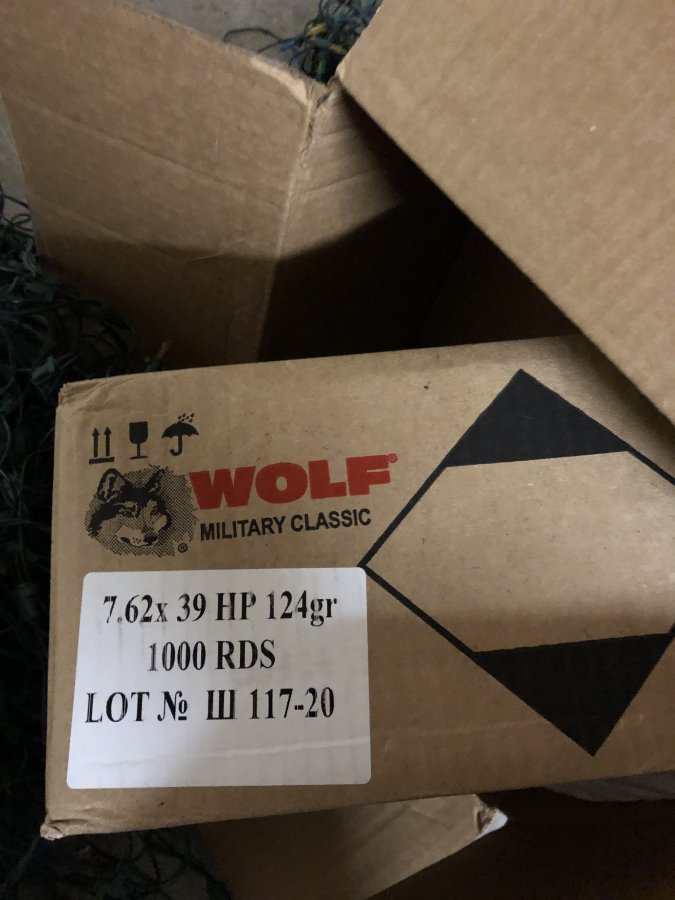 WOLF®
MILITARY CLASSIC
®
7.62x 39 HP 124gr
1000 RDS
LOT № Ш 117-20